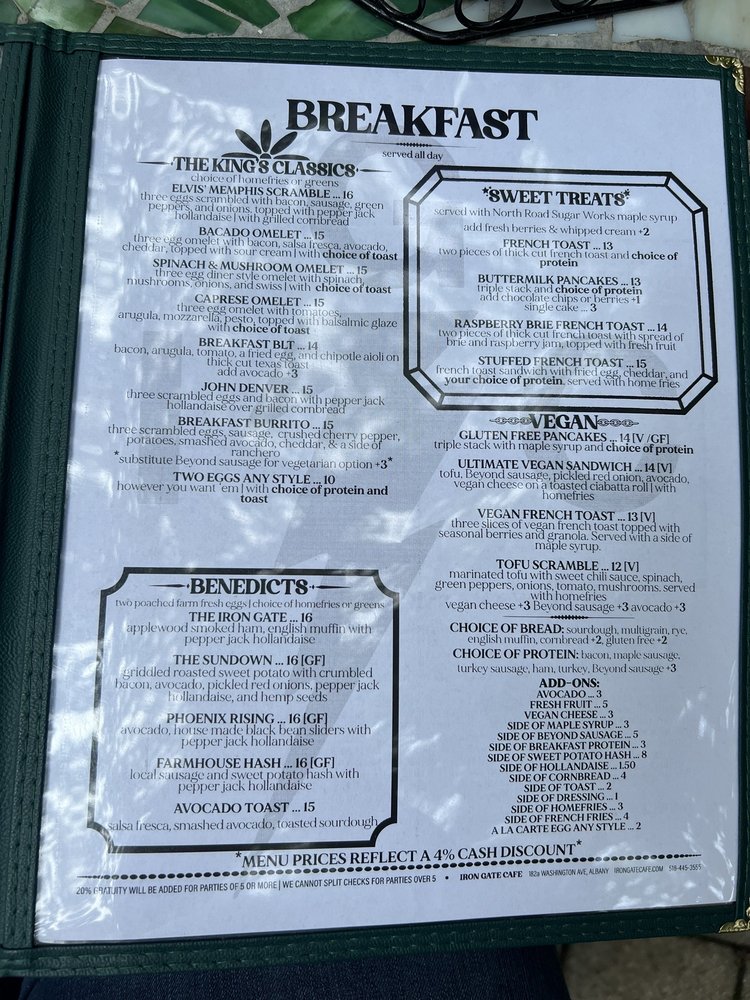 BREAKFAST
served all day
THE KING'S CLASSICS
choice of homefries or greens
ELVIS' MEMPHIS SCRAMBLE ... 16
three eggs scrambled with bacon, sausage, green
peppers, and onions, topped with pepper jack
hollandaise | with grilled cornbread
BACADO OMELET ... 15
three egg omelet with bacon, salsa fresca, avocado,
cheddar, topped with sour cream | with choice of toast
SPINACH & MUSHROOM OMELET ... 15
three egg diner style omelet with spinach,
mushrooms, onions, and swiss | with choice of toast
CAPRESE OMELET ... 15
three egg omelet with tomatoes,
arugula, mozzarella, pesto, topped with balsalmic glaze
with choice of toast
BREAKFAST BLT ... 14
bacon, arugula, tomato, a fried egg, and chipotle aioli on
thick cut texas toast
add avocado +3
JOHN DENVER ... 15
three scrambled eggs and bacon with pepper jack
hollandaise over grilled cornbread
BREAKFAST BURRITO ... 15
three scrambled eggs, sausage, crushed cherry pepper,
potatoes, smashed avocado, cheddar, & a side of
ranchero
*substitute Beyond sausage for vegetarian option +3*
TWO EGGS ANY STYLE ... 10
however you want 'em | with choice of protein and
toast
BENEDICTS
two poached farm fresh eggs | choice of homefries or greens
THE IRON GATE ... 16
applewood smoked ham, english muffin with
pepper jack hollandaise
THE SUNDOWN ... 16 [GF]
griddled roasted sweet potato with crumbled
bacon, avocado, pickled red onions, pepper jack
hollandaise, and hemp seeds
PHOENIX RISING ... 16 [GF]
avocado, house made black bean sliders with
pepper jack hollandaise
FARMHOUSE HASH ... 16 [GF]
local sausage and sweet potato hash with
pepper jack hollandaise
AVOCADO TOAST ... 15
salsa fresca, smashed avocado, toasted sourdough
*SWEET TREATS*
served with North Road Sugar Works maple syrup
add fresh berries & whipped cream +2
FRENCH TOAST ... 13
two pieces of thick cut french toast and choice of
protein
BUTTERMILK PANCAKES ... 13
triple stack and choice of protein
add chocolate chips or berries +1
single cake ... 3
RASPBERRY BRIE FRENCH TOAST ... 14
two pieces of thick cut french toast with spread of
brie and raspberry jam, topped with fresh fruit
STUFFED FRENCH TOAST ... 15
french toast sandwich with fried egg, cheddar, and
your choice of protein, served with home fries
VEGAN
GLUTEN FREE PANCAKES ... 14 [V /GF]
triple stack with maple syrup and choice of protein
ULTIMATE VEGAN SANDWICH ... 14 [V]
tofu, Beyond sausage, pickled red onion, avocado,
vegan cheese on a toasted ciabatta roll | with
homefries
VEGAN FRENCH TOAST ... 13 [V]
three slices of vegan french toast topped with
seasonal berries and granola. Served with a side of
maple syrup.
TOFU SCRAMBLE ... 12 [V]
marinated tofu with sweet chili sauce, spinach,
green peppers, onions, tomato, mushrooms. served
with homefries
vegan cheese +3 Beyond sausage +3 avocado +3
CHOICE OF BREAD: sourdough, multigrain, rye,
english muffin, cornbread +2, gluten free +2
CHOICE OF PROTEIN: bacon, maple sausage,
turkey sausage, ham, turkey, Beyond sausage +3
ADD-ONS:
AVOCADO ... 3
FRESH FRUIT ... 5
VEGAN CHEESE ... 3
SIDE OF MAPLE SYRUP ... 3
SIDE OF BEYOND SAUSAGE ... 5
SIDE OF BREAKFAST PROTEIN ... 3
SIDE OF SWEET POTATO HASH ... 8
SIDE OF HOLLANDAISE ... 1.50
SIDE OF CORNBREAD ... 4
SIDE OF TOAST ... 2
SIDE OF DRESSING ... 1
SIDE OF HOMEFRIES ... 3
SIDE OF FRENCH FRIES ... 4
A LA CARTE EGG ANY STYLE ... 2
*MENU PRICES REFLECT A 4% CASH DISCOUNT*
20% GRATUITY WILL BE ADDED FOR PARTIES OF 5 OR MORE | WE CANNOT SPLIT CHECKS FOR PARTIES OVER 5 • IRON GATE CAFE 182a WASHINGTON AVE, ALBANY IRONGATECAFE.COM 518-445-3555